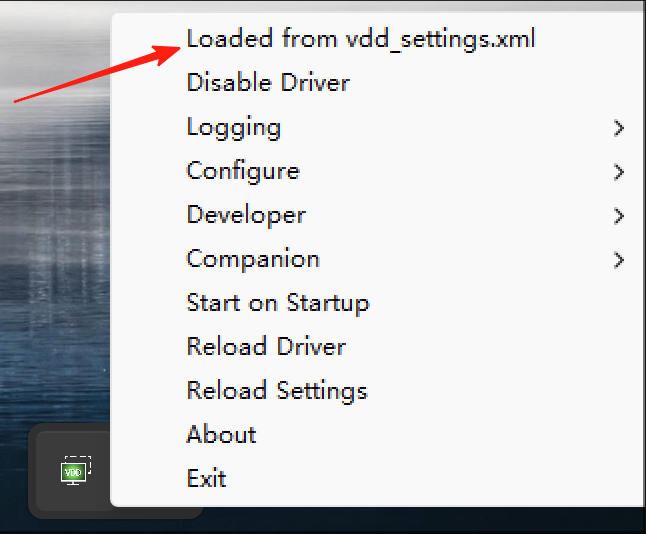 Loaded from vdd_settings.xml
Disable Driver
Logging
Configure
Developer
Companion
Start on Startup
Reload Driver
Reload Settings
About
Exit
VDD